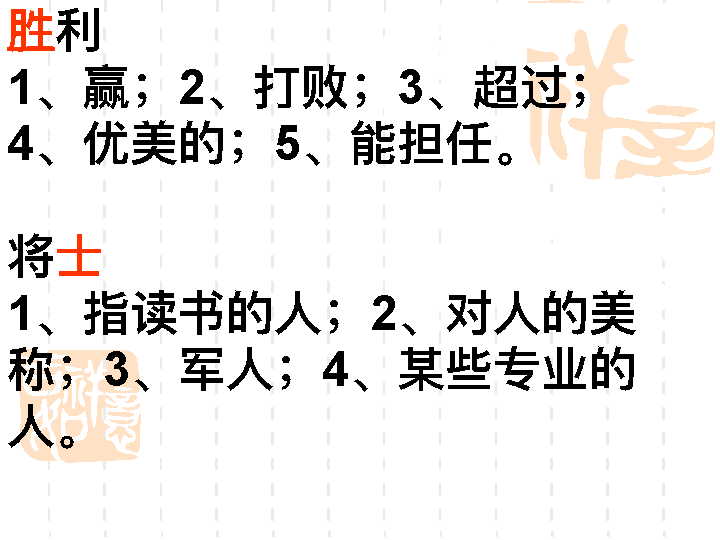 胜利
1、赢；2、打败；3、超过；
4、优美的；5、能担任。
将士
1、指读书的人；2、对人的美
称；3、军人；4、某些专业的
人。